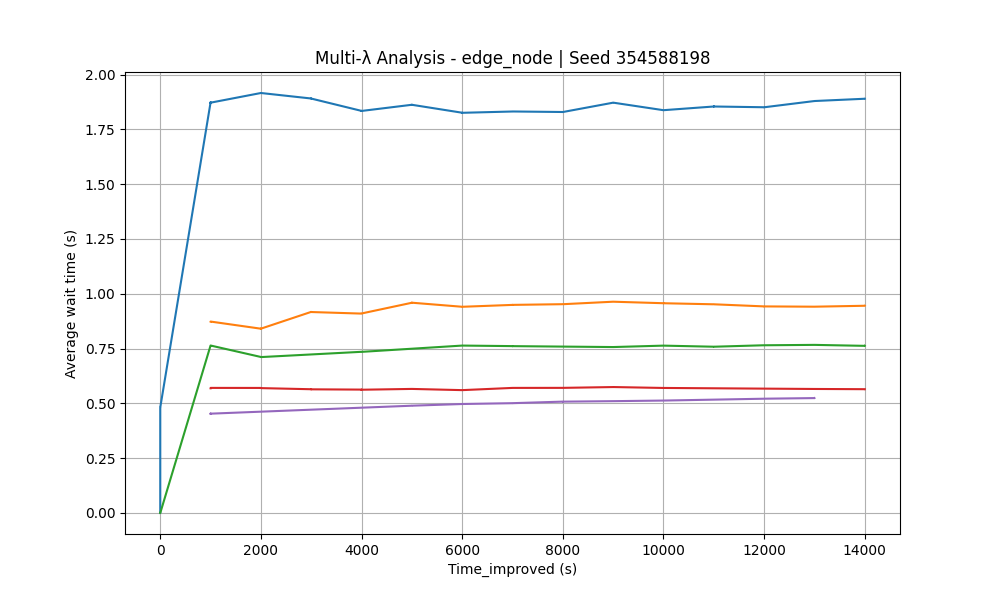 Multi-λ Analysis - edge_node | Seed 354588198
2.00
1.75
1.50
1.25
1.00
0.75
0.50
0.25
0.00
Average wait time (s)
0 2000 4000 6000 8000 10000 12000 14000
Time_improved (s)